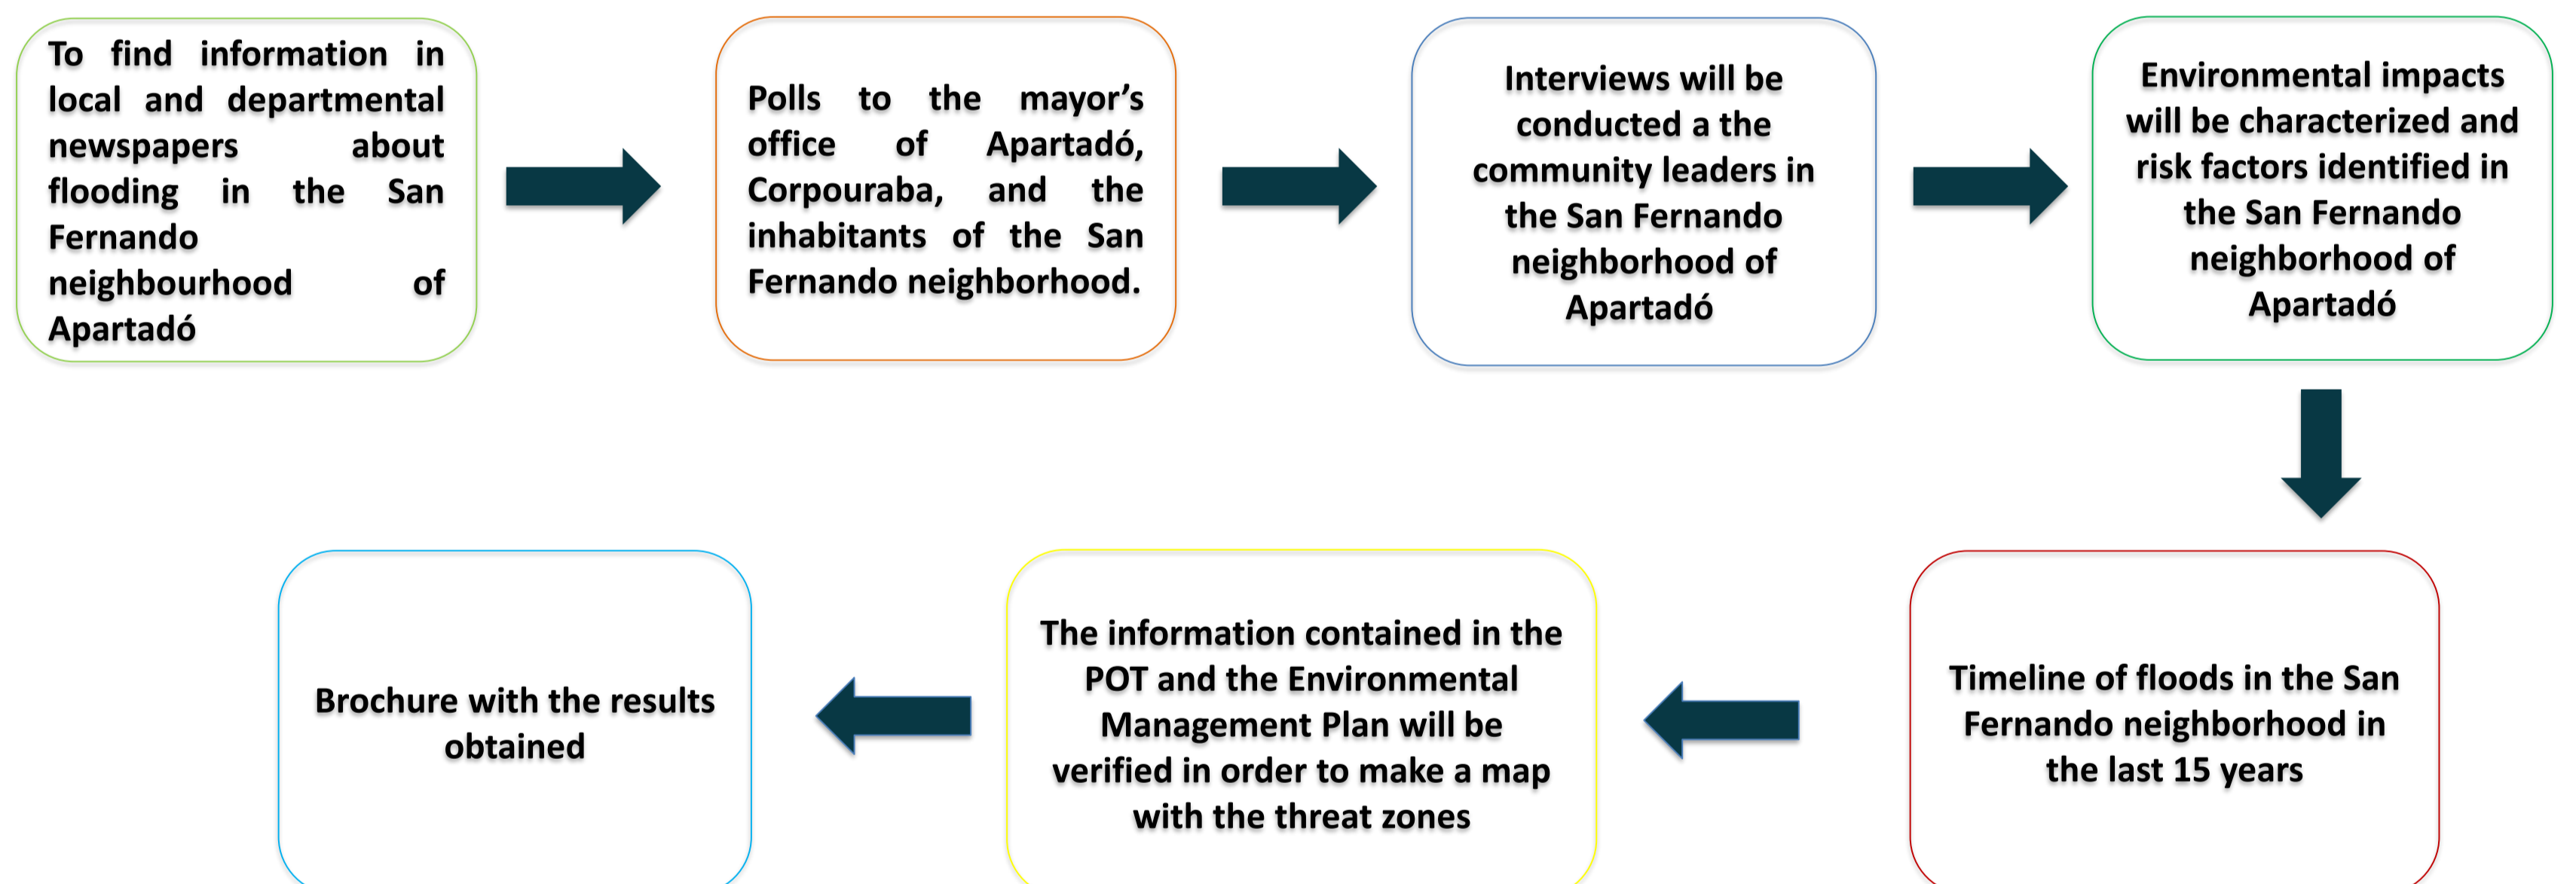 To find information in
local and departmental
newspapers about
flooding in the San
Fernando
neighbourhood of
Apartadó
Polls to the mayor’s
office of Apartadó,
Corpouraba, and the
inhabitants of the San
Fernando neighborhood.
Interviews will be
conducted a the
community leaders in
the San Fernando
neighborhood of
Apartadó
Environmental impacts
will be characterized and
risk factors identified in
the San Fernando
neighborhood of
Apartadó
Timeline of floods in the San
Fernando neighborhood in
the last 15 years
The information contained in the
POT and the Environmental
Management Plan will be
verified in order to make a map
with the threat zones
Brochure with the results
obtained